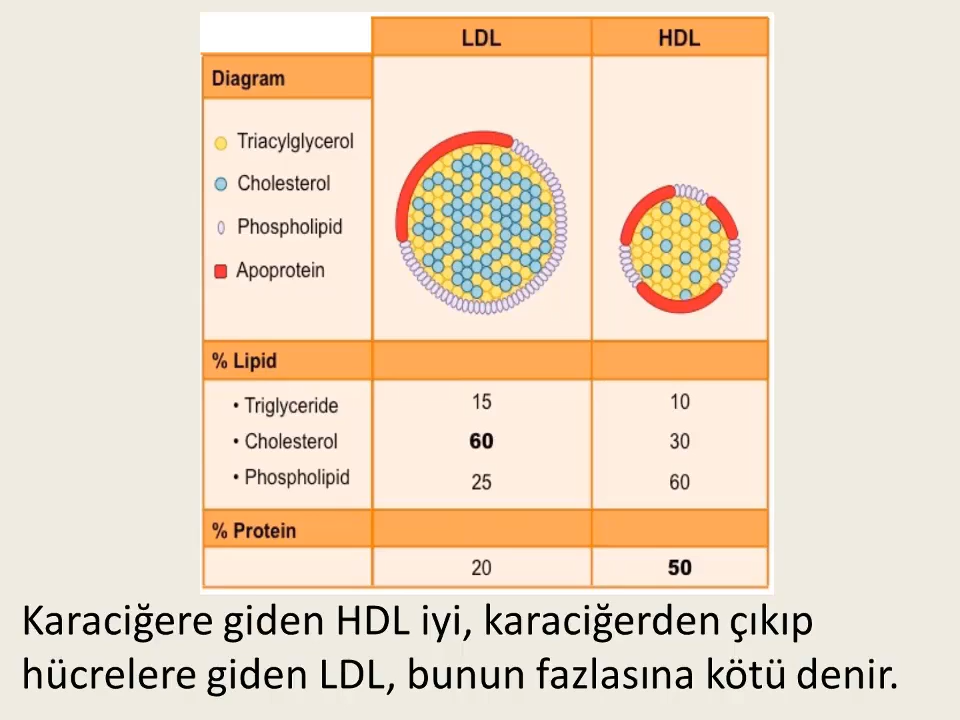 LDL HDL
Diagram
Triacylglycerol
Cholesterol
Phospholipid
Apoprotein
% Lipid
• Triglyceride 15 10
• Cholesterol 60 30
• Phospholipid 25 60
% Protein
20 50
Karaciğere giden HDL iyi, karaciğerden çıkıp
hücrelere giden LDL, bunun fazlasına kötü denir.